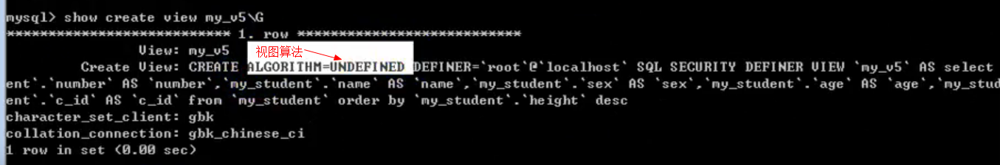 mysql> show create view my_v5\G
*************************** 1. row ***************************
View: my_v5
视图算法
Create View: CREATE ALGORITHM=UNDEFINED DEFINER=`root`@`localhost` SQL SECURITY DEFINER VIEW `my_v5` AS select
ent`.`number` AS `number`,`my_student`.`name` AS `name`,`my_student`.`sex` AS `sex`,`my_student`.`age` AS `age`,`my_stud
ent`.`c_id` AS `c_id` from `my_student` order by `my_student`.`height` desc
character_set_client: gbk
collation_connection: gbk_chinese_ci
1 row in set (0.00 sec)